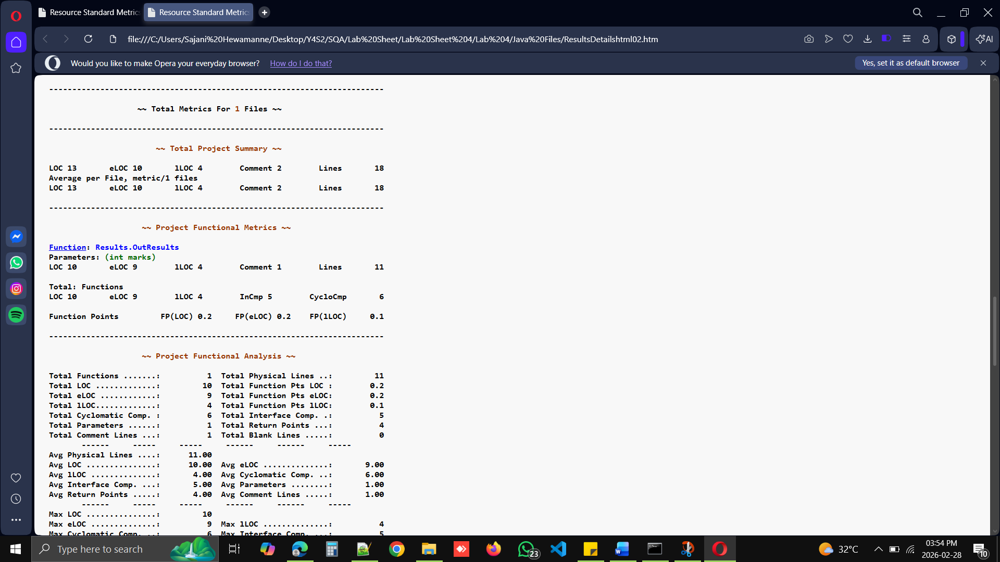 Resource Standard Metrics
Resource Standard Metrics
file:///C:/Users/Sajani%20Hewamanne/Desktop/Y4S2/SQA/Lab%20Sheet/Lab%20Sheet%204/Lab%204/Java%20Files/ResultsDetailshtml02.htm
AI
Would you like to make Opera your everyday browser? How do I do that? Yes, set it as default browser
------------------------------------------------------------------------
~~ Total Metrics For 1 Files ~~
------------------------------------------------------------------------
~~ Total Project Summary ~~
LOC 13 eLOC 10 lLOC 4 Comment 2 Lines 18
Average per File, metric/1 files
LOC 13 eLOC 10 lLOC 4 Comment 2 Lines 18
------------------------------------------------------------------------
~~ Project Functional Metrics ~~
Function: Results.OutResults
Parameters: (int marks)
LOC 10 eLOC 9 lLOC 4 Comment 1 Lines 11
Total: Functions
LOC 10 eLOC 9 lLOC 4 InCmp 5 CycloCmp 6
Function Points FP(LOC) 0.2 FP(eLOC) 0.2 FP(lLOC) 0.1
------------------------------------------------------------------------
~~ Project Functional Analysis ~~
Total Functions .......: 1 Total Physical Lines ..: 11
Total LOC .............: 10 Total Function Pts LOC : 0.2
Total eLOC ............: 9 Total Function Pts eLOC: 0.2
Total lLOC.............: 4 Total Function Pts lLOC: 0.1
Total Cyclomatic Comp. : 6 Total Interface Comp. .: 5
Total Parameters ......: 1 Total Return Points ...: 4
Total Comment Lines ...: 1 Total Blank Lines .....: 0
------ ----- ----- ------ ------ -----
Avg Physical Lines ....: 11.00
Avg LOC ...............: 10.00 Avg eLOC ..............: 9.00
Avg lLOC ..............: 4.00 Avg Cyclomatic Comp. ..: 6.00
Avg Interface Comp. ...: 5.00 Avg Parameters ........: 1.00
Avg Return Points .....: 4.00 Avg Comment Lines .....: 1.00
------ ----- ----- ------ ------ -----
Max LOC ...............: 10
Max eLOC ..............: 9 Max lLOC ..............: 4
Max Cyclomatic Comp. ..: 6 Max Interface Comp. ...: 5
Type here to search
23
32°C
03:54 PM
2026-02-28
10